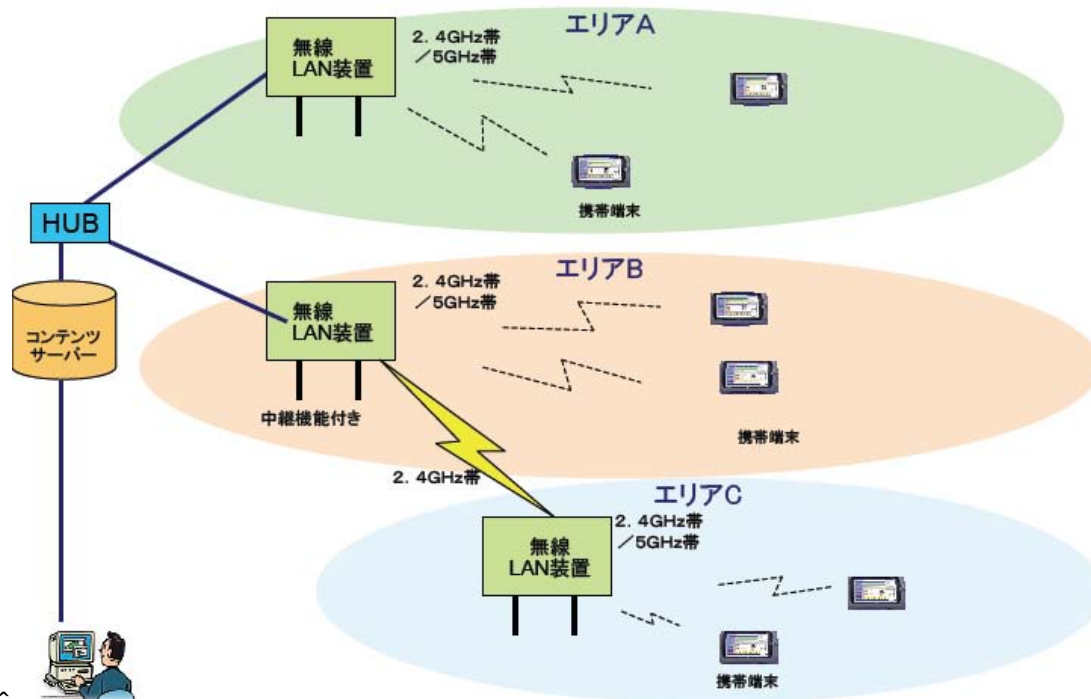 エリアA
無線
LAN装置
2．4GHz帯
／5GHz帯
携帯端末
HUB
コンテンツ
サーバー
エリアB
無線
LAN装置
2．4GHz帯
／5GHz帯
中継機能付き
携帯端末
2．4GHz帯
エリアC
無線
LAN装置
2．4GHz帯
／5GHz帯
携帯端末